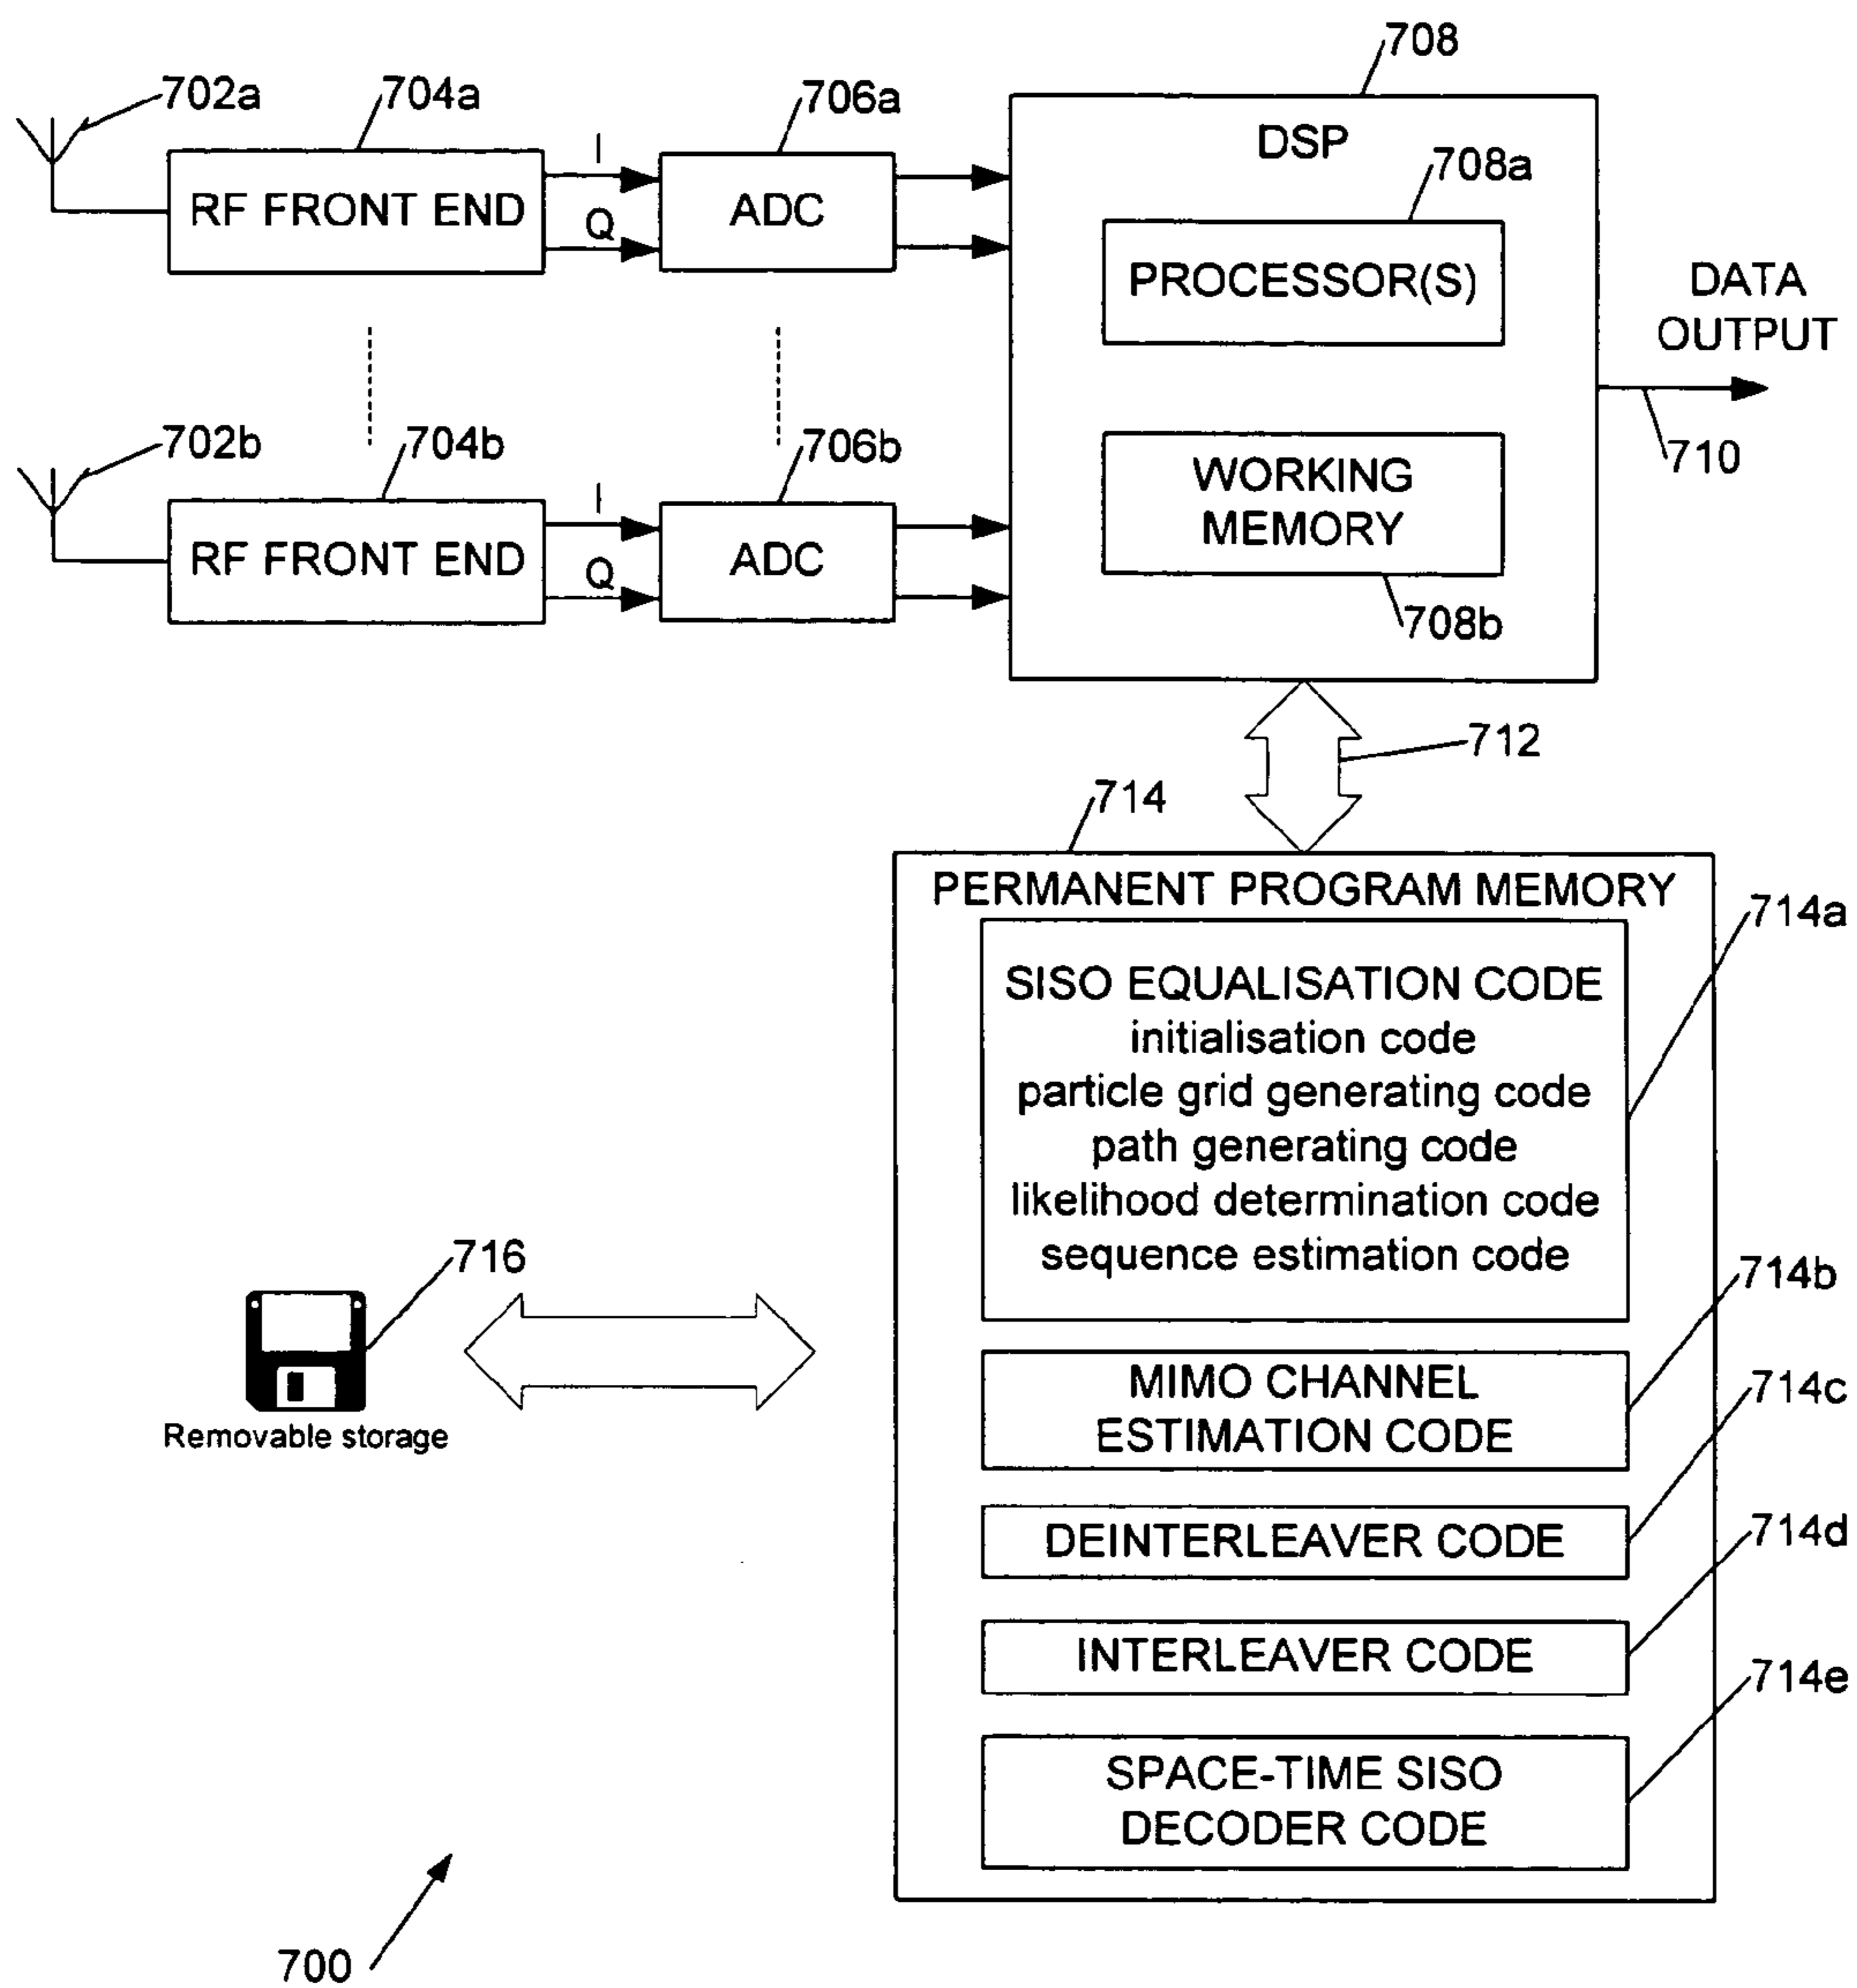 708
702a
704a
706a
DSP
I
708a
RF FRONT END
ADC
Q
PROCESSOR(S)
DATA
OUTPUT
702b
704b
706b
710
WORKING
MEMORY
I
RF FRONT END
ADC
Q
708b
712
714
PERMANENT PROGRAM MEMORY
714a
SISO EQUALISATION CODE
initialisation code
particle grid generating code
path generating code
likelihood determination code
sequence estimation code
716
714b
Removable storage
MIMO CHANNEL
ESTIMATION CODE
714c
DEINTERLEAVER CODE
714d
INTERLEAVER CODE
714e
SPACE-TIME SISO
DECODER CODE
700